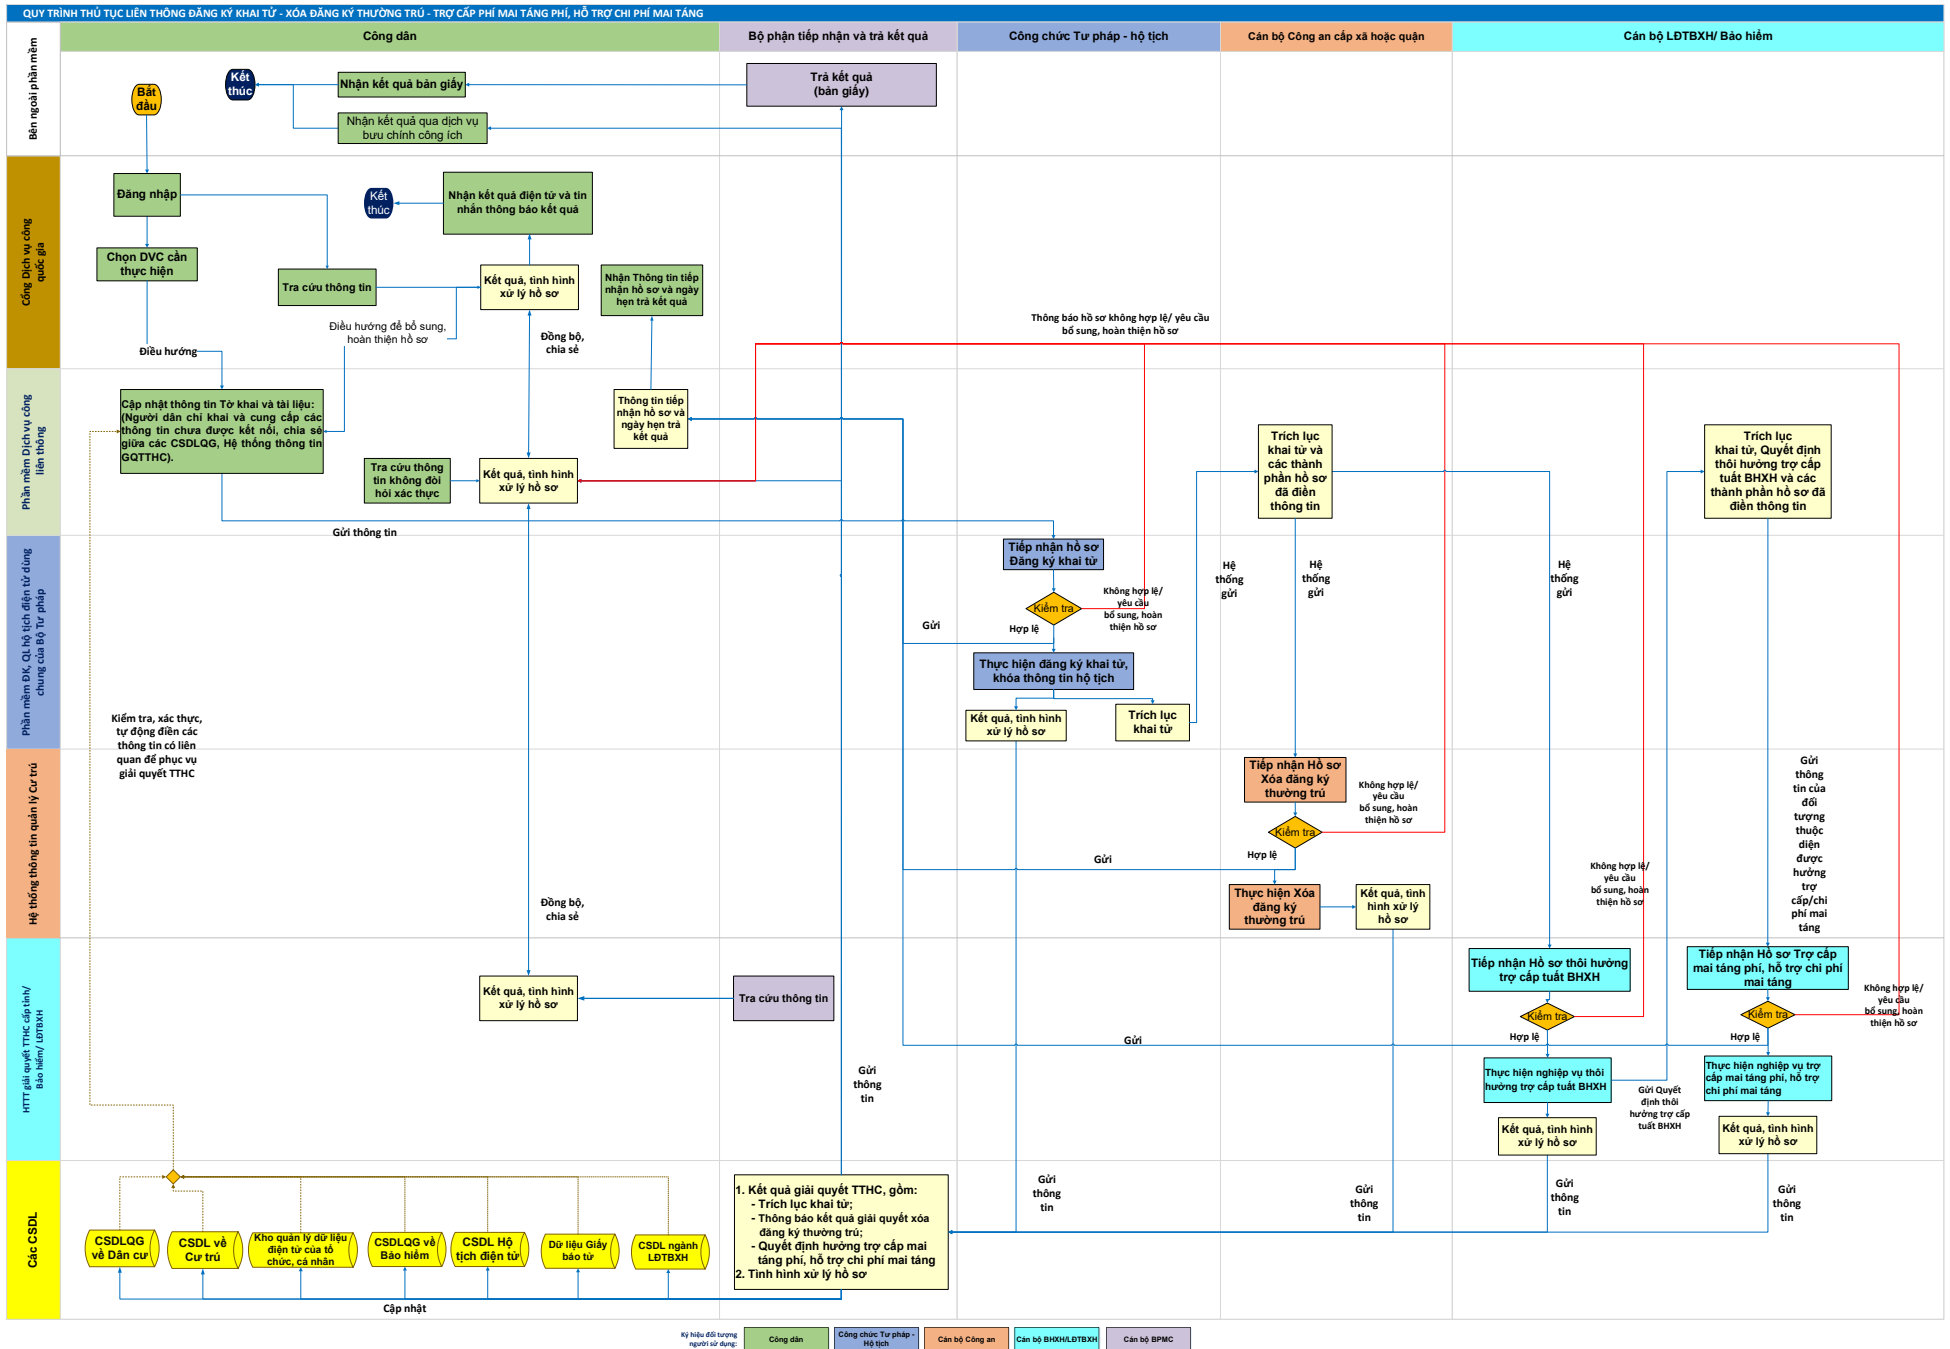 QUY TRÌNH THỦ TỤC LIÊN THÔNG ĐĂNG KÝ KHAI TỬ - XÓA ĐĂNG KÝ THƯỜNG TRÚ - TRỢ CẤP PHÍ MAI TÁNG PHÍ, HỖ TRỢ CHI PHÍ MAI TÁNG
Công dân
Bộ phận tiếp nhận và trả kết quả
Công chức Tư pháp - hộ tịch
Cán bộ Công an cấp xã hoặc quận
Cán bộ LĐTBXH/ Bảo hiểm
Bên ngoài phần mềm
Bắt
đầu
Kết
thúc
Nhận kết quả bản giấy
Nhận kết quả qua dịch vụ
bưu chính công ích
Trả kết quả
(bản giấy)
Cổng Dịch vụ công
quốc gia
Đăng nhập
Chọn DVC cần
thực hiện
Tra cứu thông tin
Kết
thúc
Nhận kết quả điện tử và tin
nhắn thông báo kết quả
Kết quả, tình hình
xử lý hồ sơ
Nhận Thông tin tiếp
nhận hồ sơ và ngày
hẹn trả kết quả
Điều hướng để bổ sung,
hoàn thiện hồ sơ
Điều hướng
Đồng bộ,
chia sẻ
Thông báo hồ sơ không hợp lệ/ yêu cầu
bổ sung, hoàn thiện hồ sơ
Phần mềm Dịch vụ công
liên thông
Cập nhật thông tin Tờ khai và tài liệu:
(Người dân chỉ khai và cung cấp các
thông tin chưa được kết nối, chia sẻ
giữa các CSDLQG, Hệ thống thông tin
GQTTHC).
Tra cứu thông
tin không đòi
hỏi xác thực
Kết quả, tình hình
xử lý hồ sơ
Thông tin tiếp
nhận hồ sơ và
ngày hẹn trả
kết quả
Trích lục
khai tử và
các thành
phần hồ sơ
đã điền
thông tin
Trích lục
khai tử, Quyết định
thôi hưởng trợ cấp
tuất BHXH và các
thành phần hồ sơ đã
điền thông tin
Gửi thông tin
Phần mềm ĐK, QL hộ tịch điện tử dùng
chung của Bộ Tư pháp
Tiếp nhận hồ sơ
Đăng ký khai tử
Kiểm tra
Không hợp lệ/
yêu cầu
bổ sung, hoàn
thiện hồ sơ
Hợp lệ
Gửi
Thực hiện đăng ký khai tử,
khóa thông tin hộ tịch
Kết quả, tình hình
xử lý hồ sơ
Trích lục
khai tử
Hệ
thống
gửi
Hệ
thống
gửi
Hệ
thống
gửi
Kiểm tra, xác thực,
tự động điền các
thông tin có liên
quan để phục vụ
giải quyết TTHC
Hệ thống thông tin quản lý Cư trú
Tiếp nhận Hồ sơ
Xóa đăng ký
thường trú
Kiểm tra
Không hợp lệ/
yêu cầu
bổ sung, hoàn
thiện hồ sơ
Hợp lệ
Gửi
Thực hiện Xóa
đăng ký
thường trú
Kết quả, tình
hình xử lý
hồ sơ
Đồng bộ,
chia sẻ
Không hợp lệ/
yêu cầu
bổ sung, hoàn
thiện hồ sơ
Gửi
thông
tin của
đối
tượng
thuộc
diện
được
hưởng
trợ
cấp/chi
phí mai
táng
HTTT giải quyết TTHC cấp tỉnh/
Bảo hiểm/ LĐTBXH
Kết quả, tình hình
xử lý hồ sơ
Tra cứu thông tin
Tiếp nhận Hồ sơ thôi hưởng
trợ cấp tuất BHXH
Tiếp nhận Hồ sơ Trợ cấp
mai táng phí, hỗ trợ chi phí
mai táng
Kiểm tra
Kiểm tra
Không hợp lệ/
yêu cầu
bổ sung, hoàn
thiện hồ sơ
Hợp lệ
Hợp lệ
Gửi
Thực hiện nghiệp vụ thôi
hưởng trợ cấp tuất BHXH
Thực hiện nghiệp vụ trợ
cấp mai táng phí, hỗ trợ
chi phí mai táng
Gửi Quyết
định thôi
hưởng trợ cấp
tuất BHXH
Kết quả, tình hình
xử lý hồ sơ
Kết quả, tình hình
xử lý hồ sơ
Gửi
thông
tin
Các CSDL
CSDLQG
về Dân cư
CSDL về
Cư trú
Kho quản lý dữ liệu
điện tử của tổ
chức, cá nhân
CSDLQG về
Bảo hiểm
CSDL Hộ
tịch điện tử
Dữ liệu Giấy
báo tử
CSDL ngành
LĐTBXH
Cập nhật
1. Kết quả giải quyết TTHC, gồm:
- Trích lục khai tử;
- Thông báo kết quả giải quyết xóa
đăng ký thường trú;
- Quyết định hưởng trợ cấp mai
táng phí, hỗ trợ chi phí mai táng
2. Tình hình xử lý hồ sơ
Gửi
thông
tin
Gửi
thông
tin
Gửi
thông
tin
Gửi
thông
tin
Ký hiệu đối tượng
người sử dụng:
Công dân
Công chức Tư pháp -
Hộ tịch
Cán bộ Công an
Cán bộ BHXH/LĐTBXH
Cán bộ BPMC